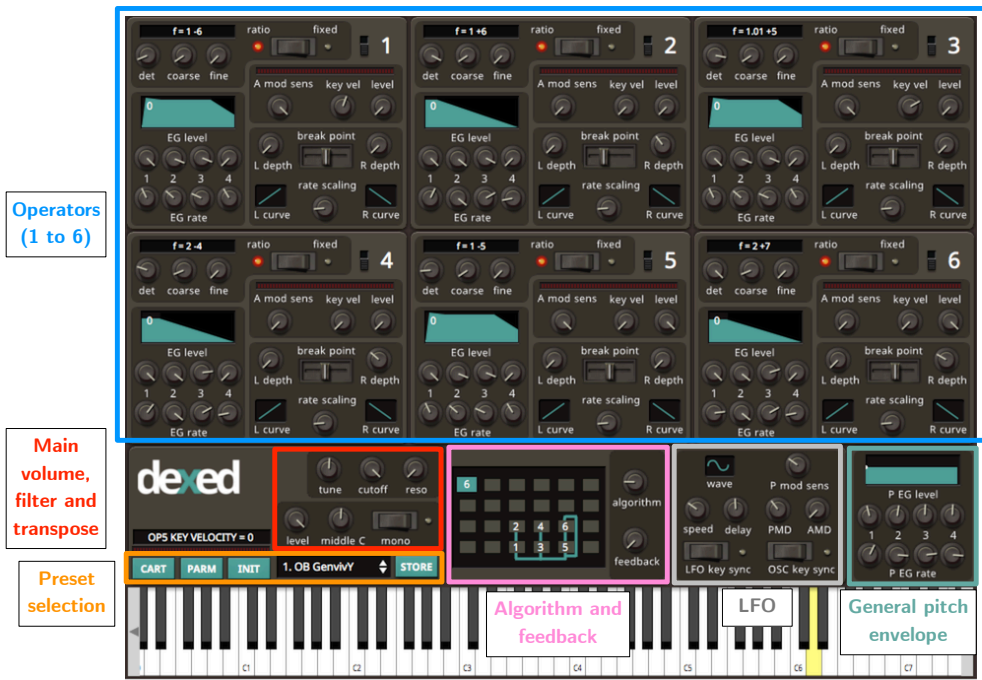 f = 1 -6
ratio
fixed
1
det
coarse
fine
A mod sens
key vel
level
0
EG level
1
2
3
4
EG rate
break point
L depth
R depth
rate scaling
L curve
R curve
f = 1 +6
ratio
fixed
2
det
coarse
fine
A mod sens
key vel
level
0
EG level
1
2
3
4
EG rate
break point
L depth
R depth
rate scaling
L curve
R curve
f = 1.01 +5
ratio
fixed
3
det
coarse
fine
A mod sens
key vel
level
0
EG level
1
2
3
4
EG rate
break point
L depth
R depth
rate scaling
L curve
R curve
Operators
(1 to 6)
f = 2 -4
ratio
fixed
4
det
coarse
fine
A mod sens
key vel
level
0
EG level
1
2
3
4
EG rate
break point
L depth
R depth
rate scaling
L curve
R curve
f = 1 -5
ratio
fixed
5
det
coarse
fine
A mod sens
key vel
level
0
EG level
1
2
3
4
EG rate
break point
L depth
R depth
rate scaling
L curve
R curve
f = 2 +7
ratio
fixed
6
det
coarse
fine
A mod sens
key vel
level
0
EG level
1
2
3
4
EG rate
break point
L depth
R depth
rate scaling
L curve
R curve
Main
volume,
filter and
transpose
dexed
OP5 KEY VELOCITY = 0
tune
cutoff
reso
level
middle C
mono
6
2 4 6
1 3 5
algorithm
feedback
wave
P mod sens
speed
delay
PMD
AMD
LFO key sync
OSC key sync
P EG level
1
2
3
4
P EG rate
Preset
selection
CART
PARM
INIT
1. OB GenvivY
STORE
Algorithm and
feedback
LFO
General pitch
envelope
C1
C2
C3
C4
C5
C6
C7